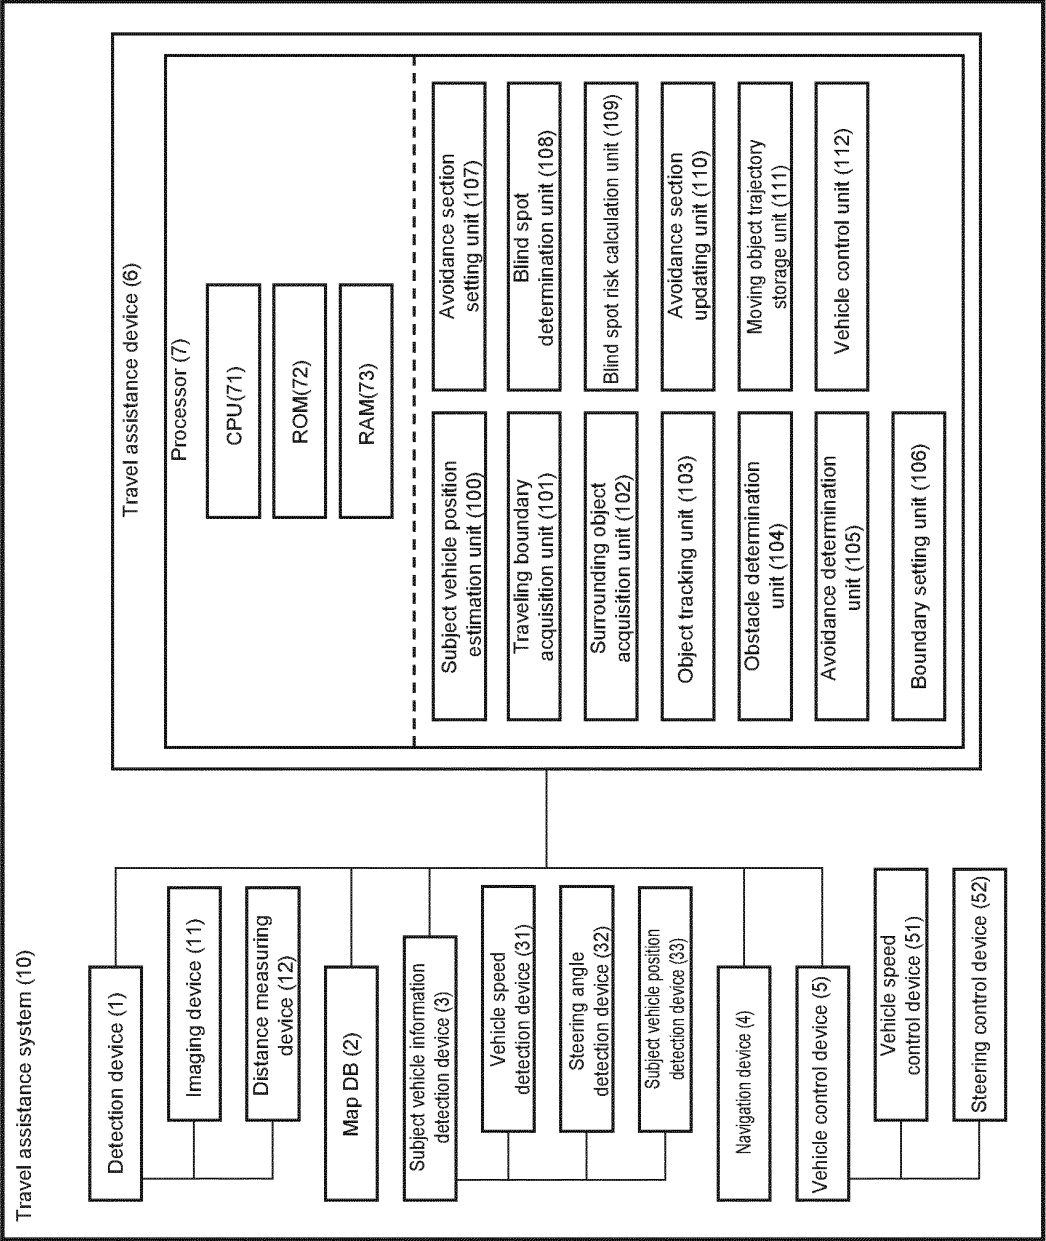 Travel assistance system (10)
Detection device (1)
Imaging device (11)
Distance measuring
device (12)
Map DB (2)
Subject vehicle information
detection device (3)
Vehicle speed
detection device (31)
Steering angle
detection device (32)
Subject vehicle position
detection device (33)
Navigation device (4)
Vehicle control device (5)
Vehicle speed
control device (51)
Steering control device (52)
Travel assistance device (6)
Processor (7)
CPU(71)
ROM(72)
RAM(73)
Subject vehicle position
estimation unit (100)
Traveling boundary
acquisition unit (101)
Surrounding object
acquisition unit (102)
Object tracking unit (103)
Obstacle determination
unit (104)
Avoidance determination
unit (105)
Boundary setting unit (106)
Avoidance section
setting unit (107)
Blind spot
determination unit (108)
Blind spot risk calculation unit (109)
Avoidance section
updating unit (110)
Moving object trajectory
storage unit (111)
Vehicle control unit (112)